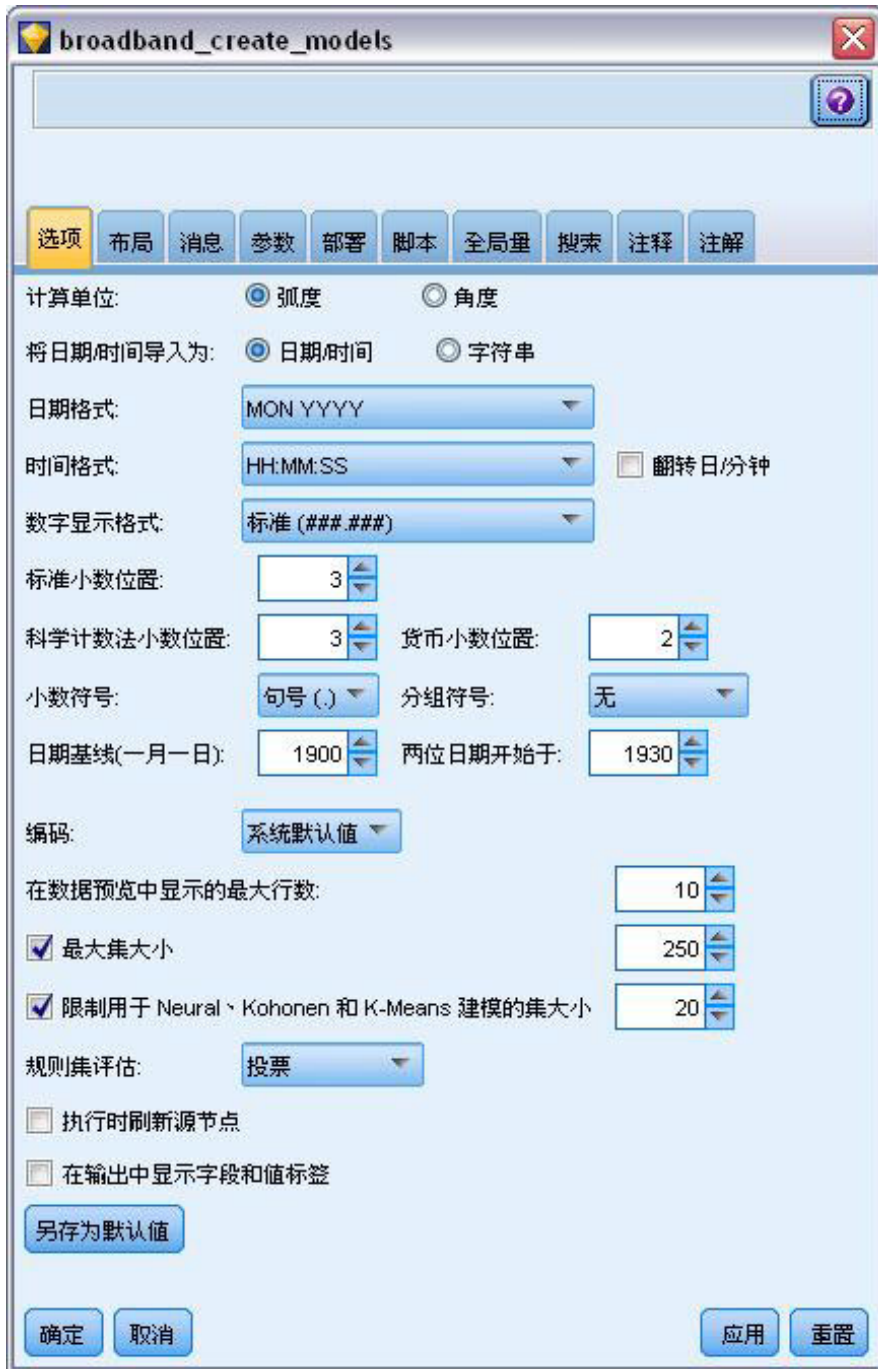 broadband_create_models
选项 布局 消息 参数 部署 脚本 全局量 搜索 注释 注解
计算单位: 弧度 角度
将日期/时间导入为: 日期/时间 字符串
日期格式: MON YYYY
时间格式: HH:MM:SS 翻转日/分钟
数字显示格式: 标准 (###.###)
标准小数位置: 3
科学计数法小数位置: 3 货币小数位置: 2
小数符号: 句号 (.) 分组符号: 无
日期基线(一月一日): 1900 两位日期开始于: 1930
编码: 系统默认值
在数据预览中显示的最大行数: 10
最大集大小 250
限制用于 Neural、Kohonen 和 K-Means 建模的集大小 20
规则集评估: 投票
执行时刷新源节点
在输出中显示字段和值标签
另存为默认值
确定 取消 应用 重置